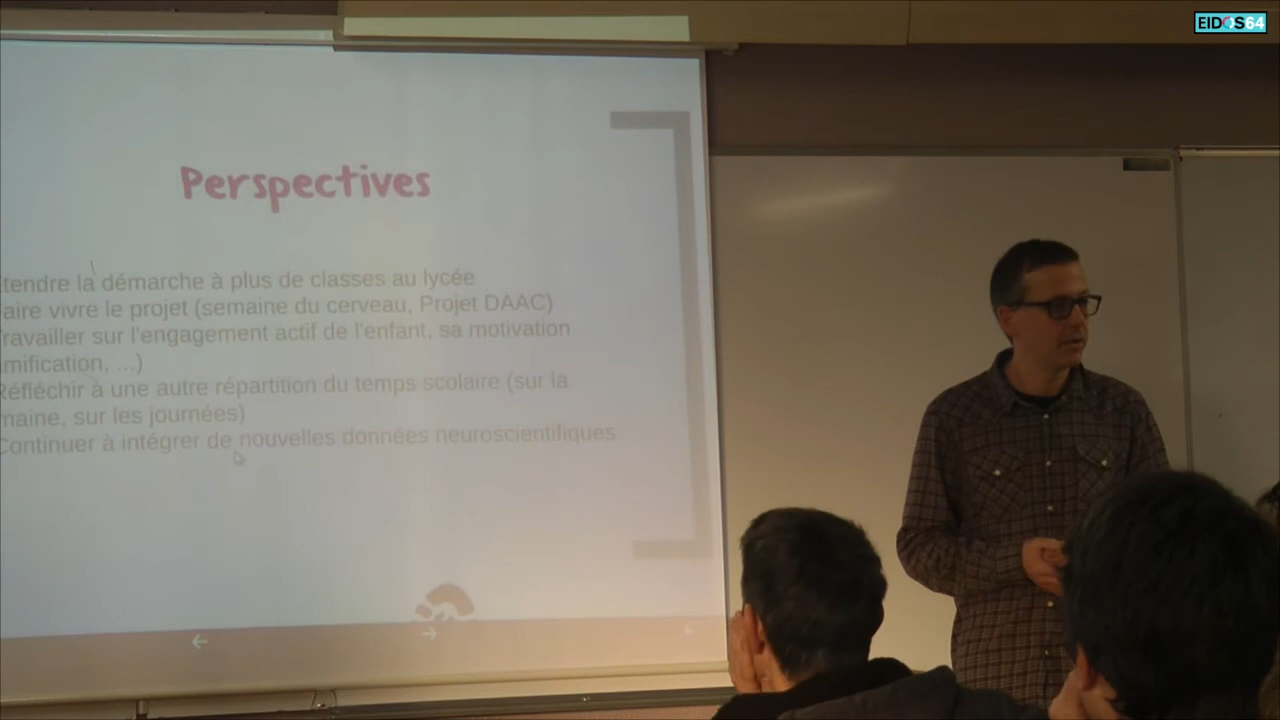 EIDOS64
Perspectives
tendre la démarche à plus de classes au lycée
aire vivre le projet (semaine du cerveau, Projet DAAC)
ravailler sur l'engagement actif de l'enfant, sa motivation
mification, ...)
Réfléchir à une autre répartition du temps scolaire (sur la
maine, sur les journées)
Continuer à intégrer de nouvelles données neuroscientifiques